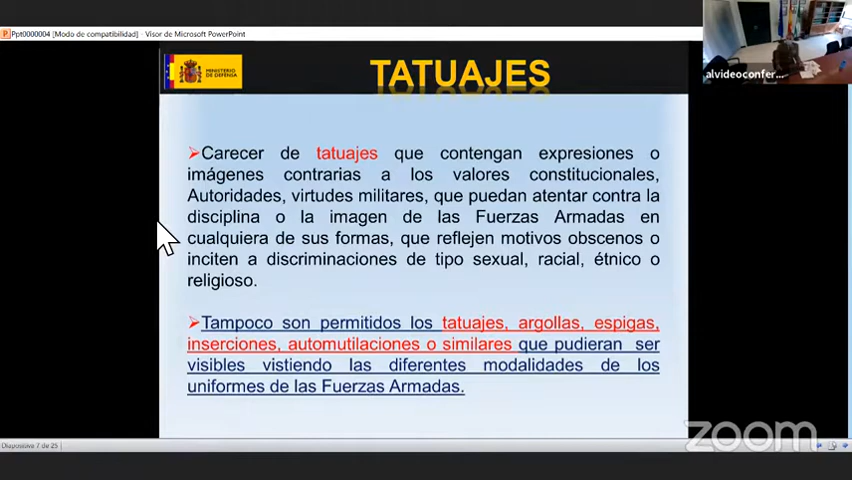 Ppt0000004 [Modo de compatibilidad] - Visor de Microsoft PowerPoint
alvideoconfer...
MINISTERIO
DE DEFENSA
TATUAJES
➢Carecer de tatuajes que contengan expresiones o
imágenes contrarias a los valores constitucionales,
Autoridades, virtudes militares, que puedan atentar contra la
disciplina o la imagen de las Fuerzas Armadas en
cualquiera de sus formas, que reflejen motivos obscenos o
inciten a discriminaciones de tipo sexual, racial, étnico o
religioso.
➢Tampoco son permitidos los tatuajes, argollas, espigas,
inserciones, automutilaciones o similares que pudieran ser
visibles vistiendo las diferentes modalidades de los
uniformes de las Fuerzas Armadas.
zoom
Diapositiva 7 de 25